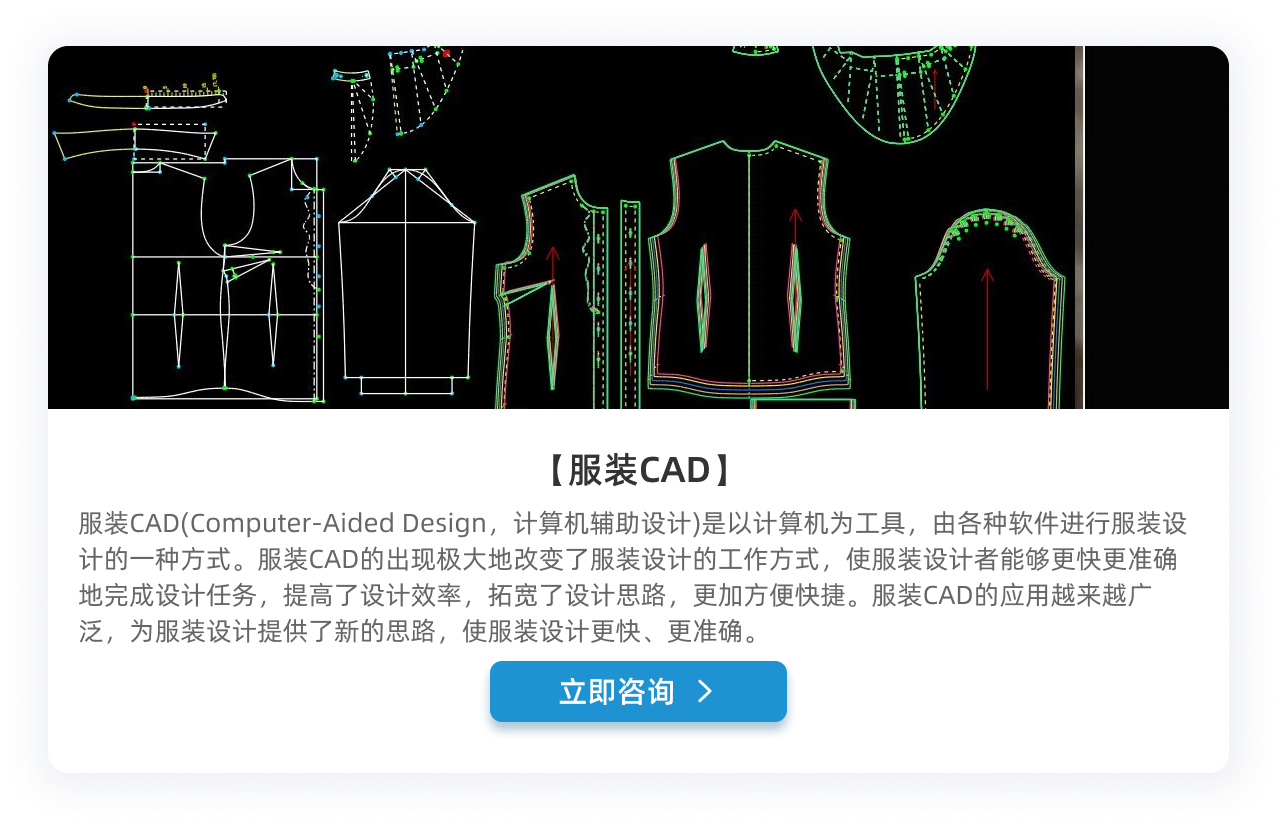 【服装CAD】
服装CAD(Computer-Aided Design，计算机辅助设计)是以计算机为工具，由各种软件进行服装设
计的一种方式。服装CAD的出现极大地改变了服装设计的工作方式，使服装设计者能够更快更准确
地完成设计任务，提高了设计效率，拓宽了设计思路，更加方便快捷。服装CAD的应用越来越广
泛，为服装设计提供了新的思路，使服装设计更快、更准确。
立即咨询